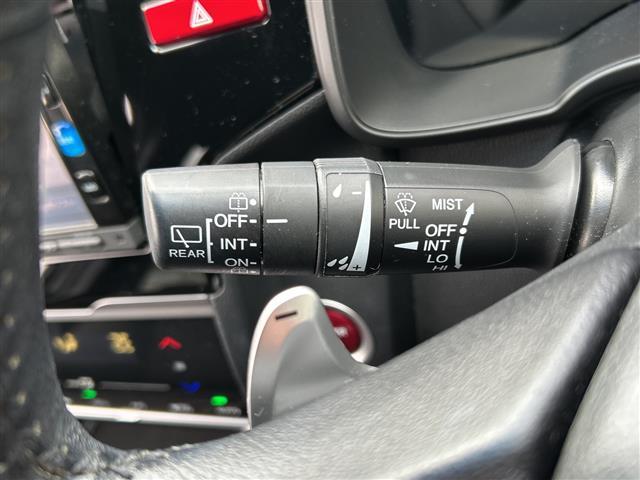 REAR
OFF
INT
ON
PULL
MIST
OFF
INT
LO
HI